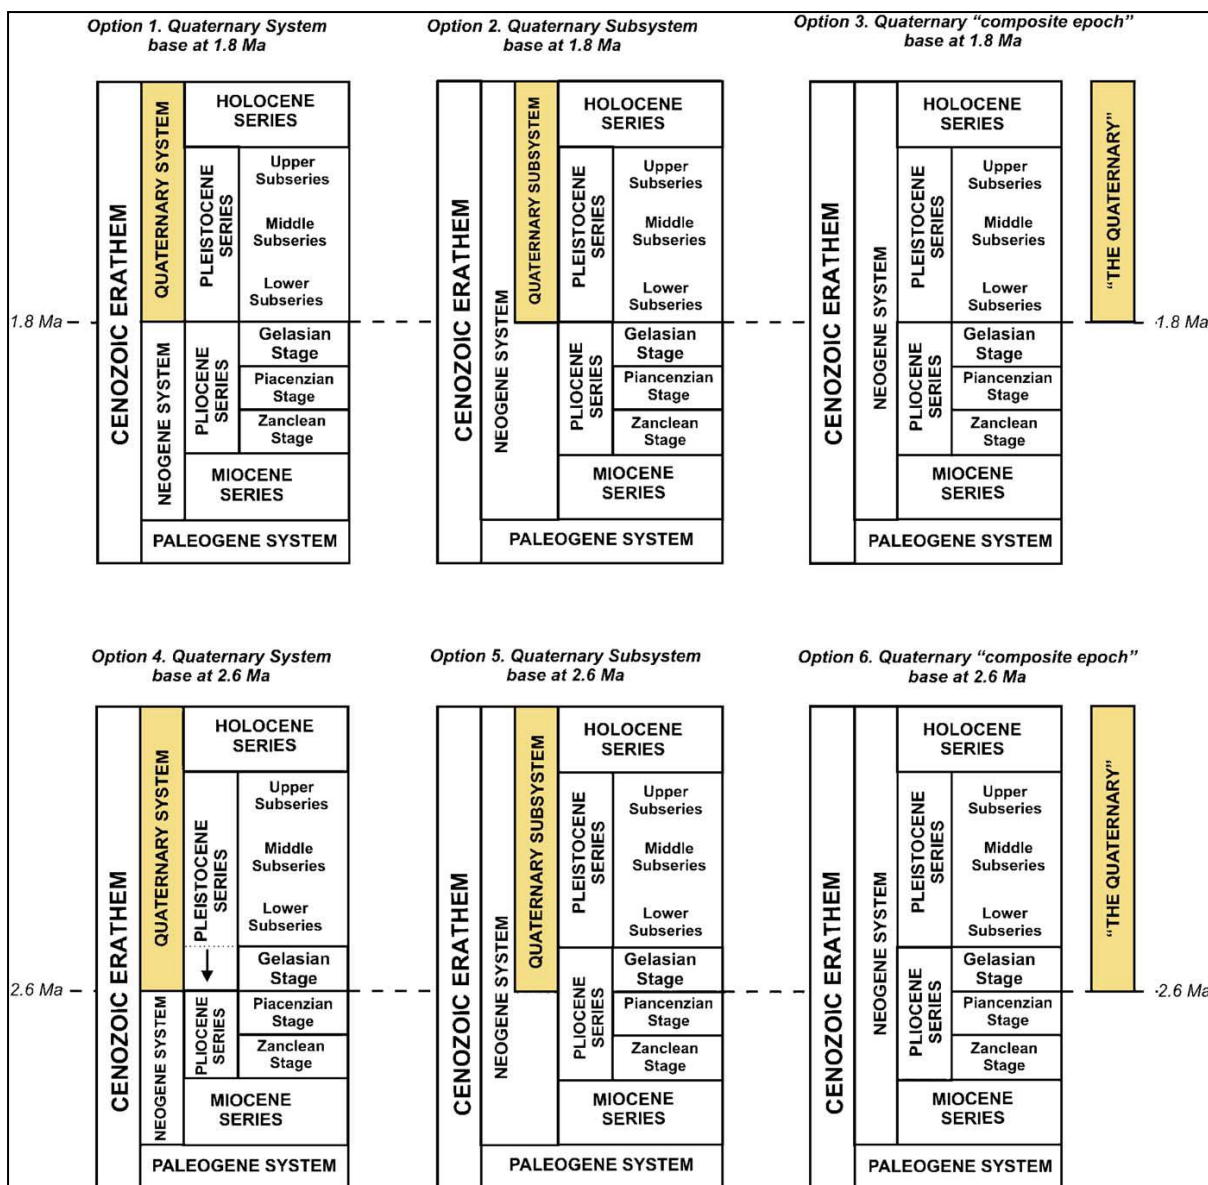 Option 1. Quaternary System
base at 1.8 Ma
CENOZOIC ERATHEM
QUATERNARY SYSTEM
NEOGENE SYSTEM
HOLOCENE
SERIES
PLEISTOCENE
SERIES
Upper
Subseries
Middle
Subseries
Lower
Subseries
1.8 Ma
PLIOCENE
SERIES
Gelasian
Stage
Piacenzian
Stage
Zanclean
Stage
MIOCENE
SERIES
PALEOGENE SYSTEM
Option 2. Quaternary Subsystem
base at 1.8 Ma
CENOZOIC ERATHEM
NEOGENE SYSTEM
QUATERNARY SUBSYSTEM
HOLOCENE
SERIES
PLEISTOCENE
SERIES
Upper
Subseries
Middle
Subseries
Lower
Subseries
PLIOCENE
SERIES
Gelasian
Stage
Piancenzian
Stage
Zanclean
Stage
MIOCENE
SERIES
PALEOGENE SYSTEM
Option 3. Quaternary “composite epoch”
base at 1.8 Ma
CENOZOIC ERATHEM
NEOGENE SYSTEM
HOLOCENE
SERIES
PLEISTOCENE
SERIES
Upper
Subseries
Middle
Subseries
Lower
Subseries
PLIOCENE
SERIES
Gelasian
Stage
Piancenzian
Stage
Zanclean
Stage
MIOCENE
SERIES
PALEOGENE SYSTEM
“THE QUATERNARY”
1.8 Ma
Option 4. Quaternary System
base at 2.6 Ma
CENOZOIC ERATHEM
QUATERNARY SYSTEM
NEOGENE SYSTEM
HOLOCENE
SERIES
PLEISTOCENE
SERIES
Upper
Subseries
Middle
Subseries
Lower
Subseries
Gelasian
Stage
2.6 Ma
PLIOCENE
SERIES
Piacenzian
Stage
Zanclean
Stage
MIOCENE
SERIES
PALEOGENE SYSTEM
Option 5. Quaternary Subsystem
base at 2.6 Ma
CENOZOIC ERATHEM
NEOGENE SYSTEM
QUATERNARY SUBSYSTEM
HOLOCENE
SERIES
PLEISTOCENE
SERIES
Upper
Subseries
Middle
Subseries
Lower
Subseries
PLIOCENE
SERIES
Gelasian
Stage
Piancenzian
Stage
Zanclean
Stage
MIOCENE
SERIES
PALEOGENE SYSTEM
Option 6. Quaternary “composite epoch”
base at 2.6 Ma
CENOZOIC ERATHEM
NEOGENE SYSTEM
HOLOCENE
SERIES
PLEISTOCENE
SERIES
Upper
Subseries
Middle
Subseries
Lower
Subseries
PLIOCENE
SERIES
Gelasian
Stage
Piancenzian
Stage
Zanclean
Stage
MIOCENE
SERIES
PALEOGENE SYSTEM
“THE QUATERNARY”
2.6 Ma